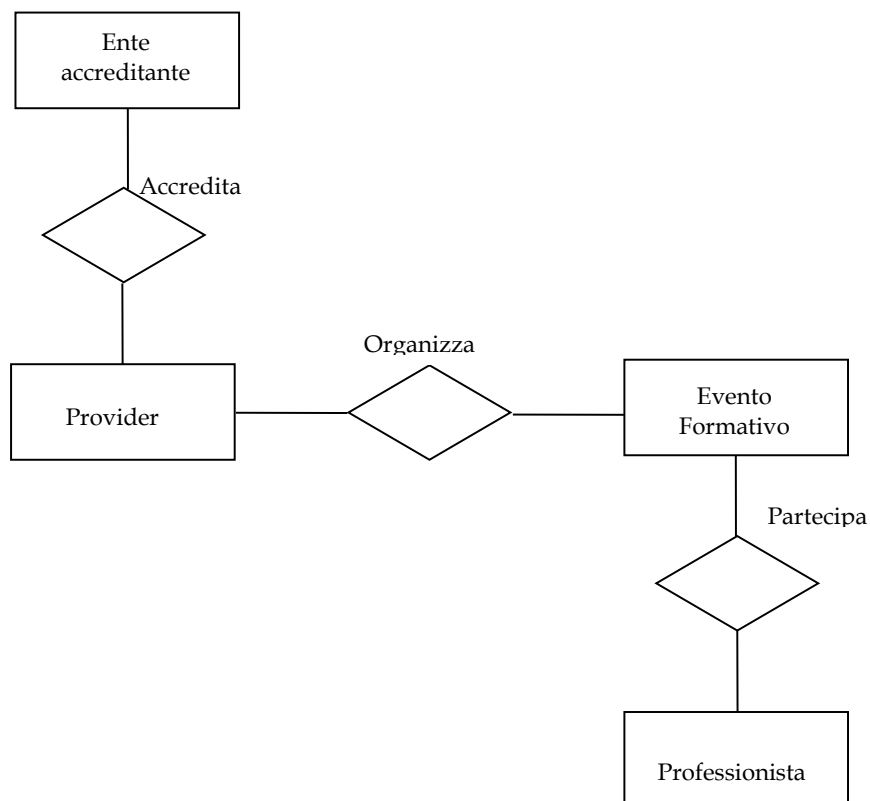 Ente
accreditante
Accredita
Organizza
Provider
Evento
Formativo
Partecipa
Professionista